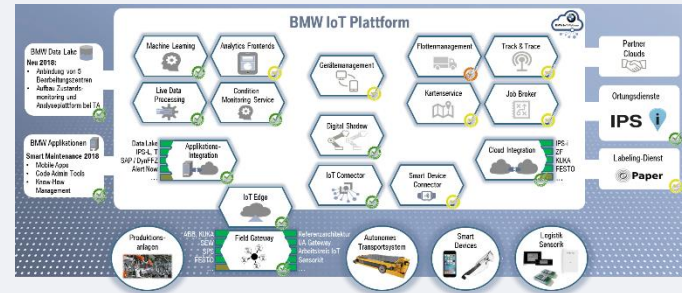 BMW IoT Plattform
BMW Data Lake
Neu 2018:
• Anbindung von 5
Bearbeitungszentren
• Aufbau Zustands-
monitoring und
Analyseplattform bei TA
BMW Applikationen
Smart Maintenance 2018
• Mobile Apps
• Code Admin Tools
• Know-How
Management
Machine Learning
Analytics Frontends
Live Data
Processing
Condition
Monitoring Service
Gerätemanagement
Flottenmanagement
Track & Trace
Kartenservice
Job Broker
Digital Shadow
Data Lake
IPS-L, T
SAP / DynFFZ
Alert Now
...
Applikations-
Integration
IoT Connector
Smart Device
Connector
Cloud Integration
IPS-i
ZF
KUKA
FESTO
...
IoT Edge
Partner
Clouds
Ortungsdienste
IPS i
Labeling-Dienst
Paper
Produktions-
anlagen
ABB, KUKA
SEW
SPS
FESTO
Field Gateway
Referenzarchitektur
UA Gateway
Arbeitskreis IoT
Sensorkit
Autonomes
Transportsystem
Smart
Devices
Logistik
Sensorik